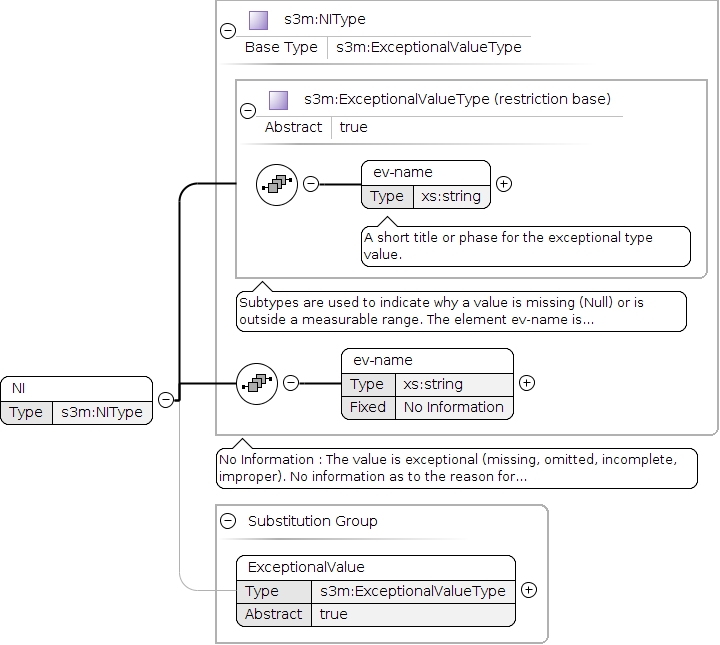 s3m:NIType
Base Type s3m:ExceptionalValueType
s3m:ExceptionalValueType (restriction base)
Abstract true
ev-name
Type xs:string
A short title or phase for the exceptional type
value.
Subtypes are used to indicate why a value is missing (Null) or is
outside a measurable range. The element ev-name is...
ev-name
Type xs:string
Fixed No Information
NI
Type s3m:NIType
No Information : The value is exceptional (missing, omitted, incomplete,
improper). No information as to the reason for...
Substitution Group
ExceptionalValue
Type s3m:ExceptionalValueType
Abstract true